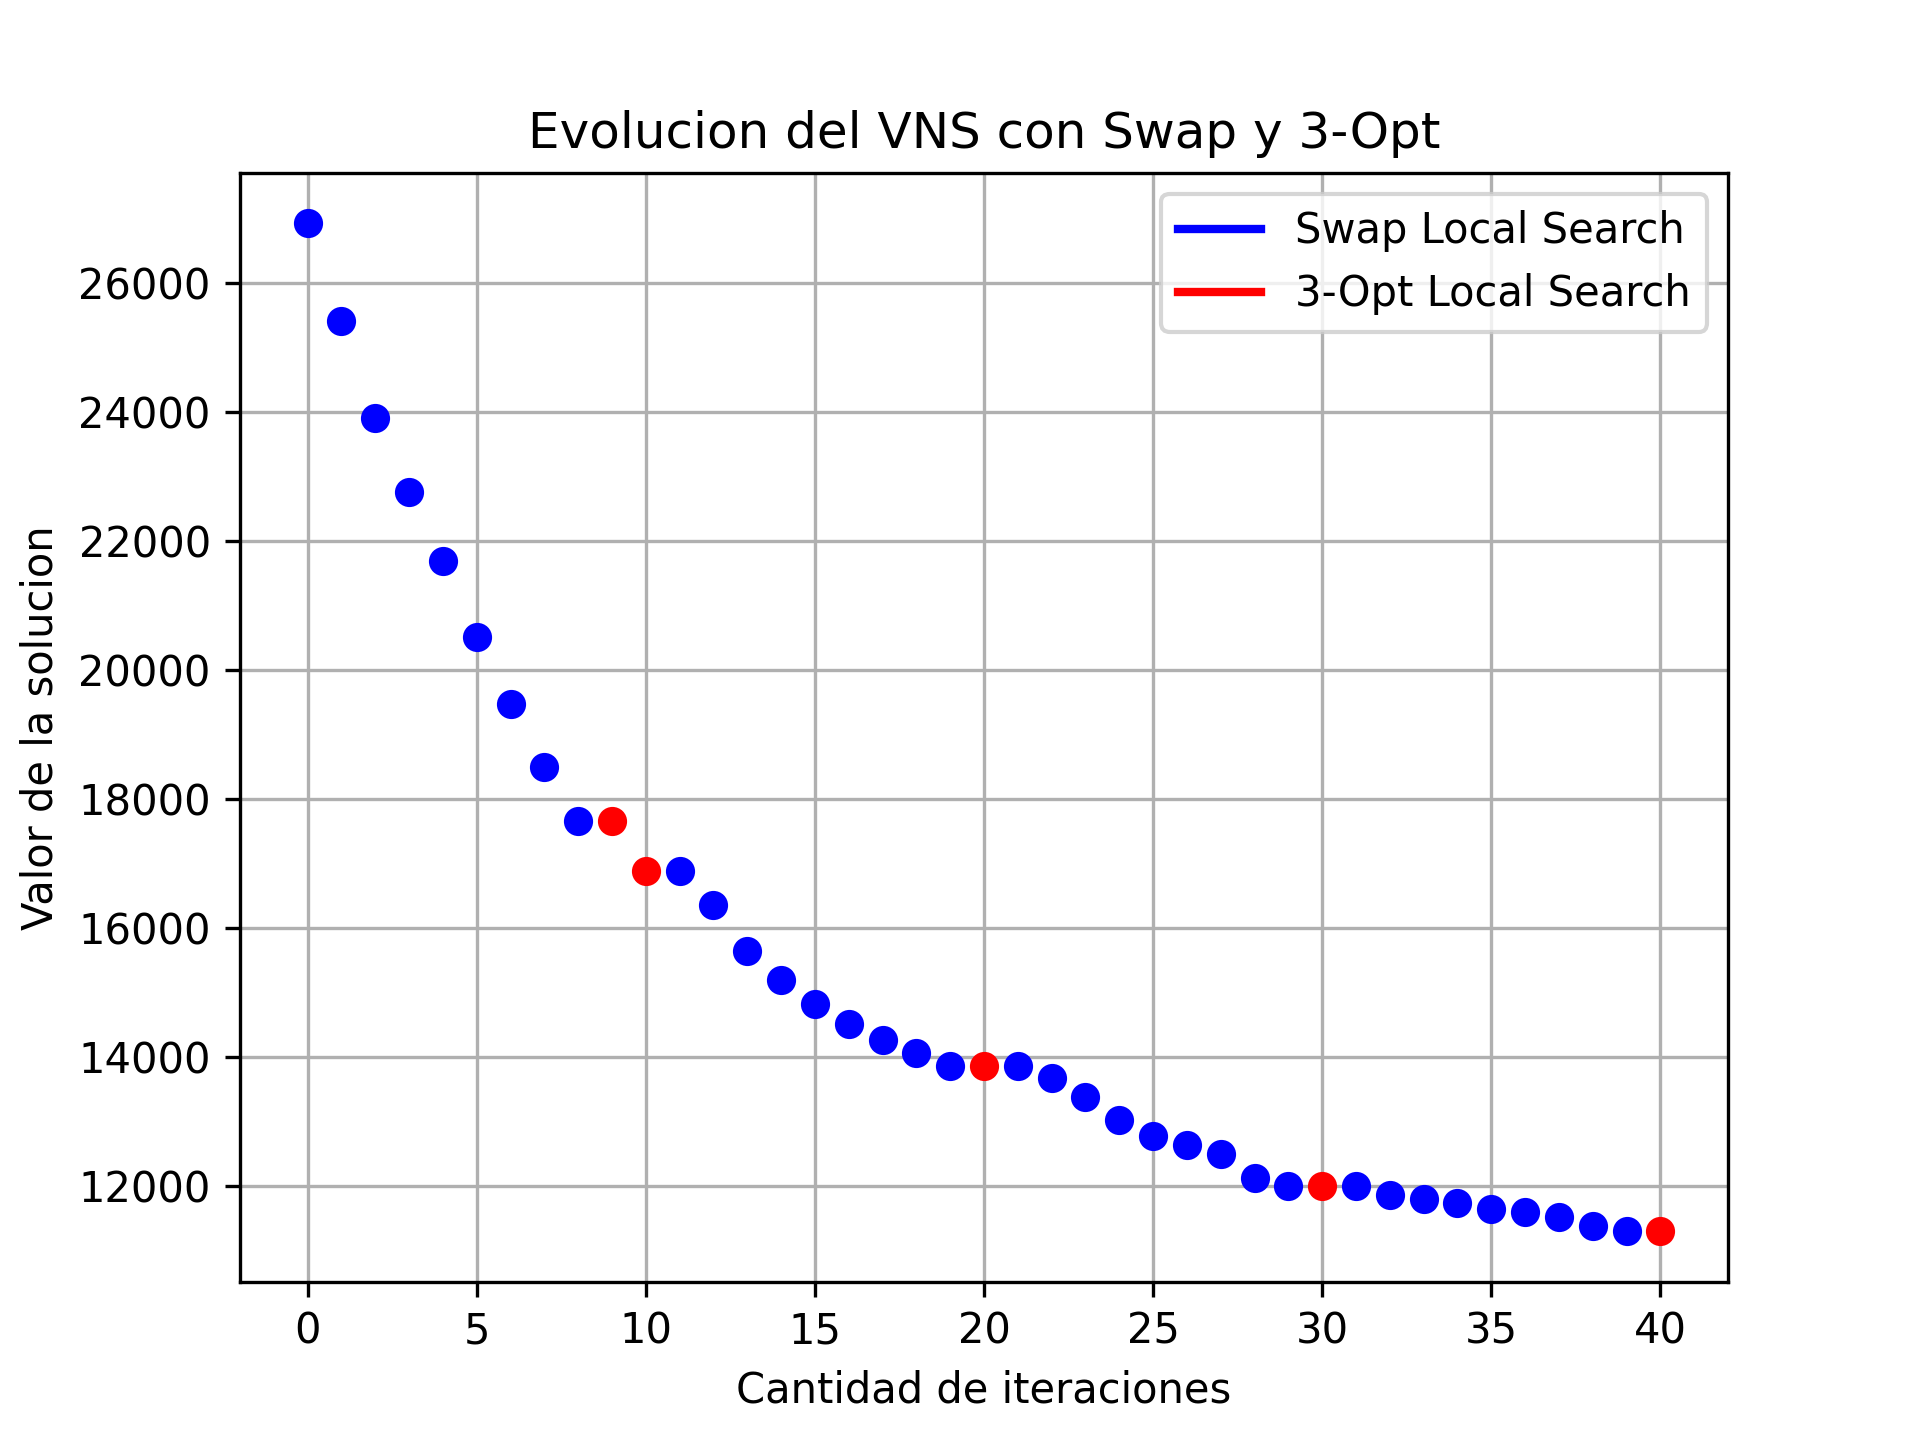 Evolucion del VNS con Swap y 3-Opt
Swap Local Search
3-Opt Local Search
Valor de la solucion
26000
24000
22000
20000
18000
16000
14000
12000
0 5 10 15 20 25 30 35 40
Cantidad de iteraciones